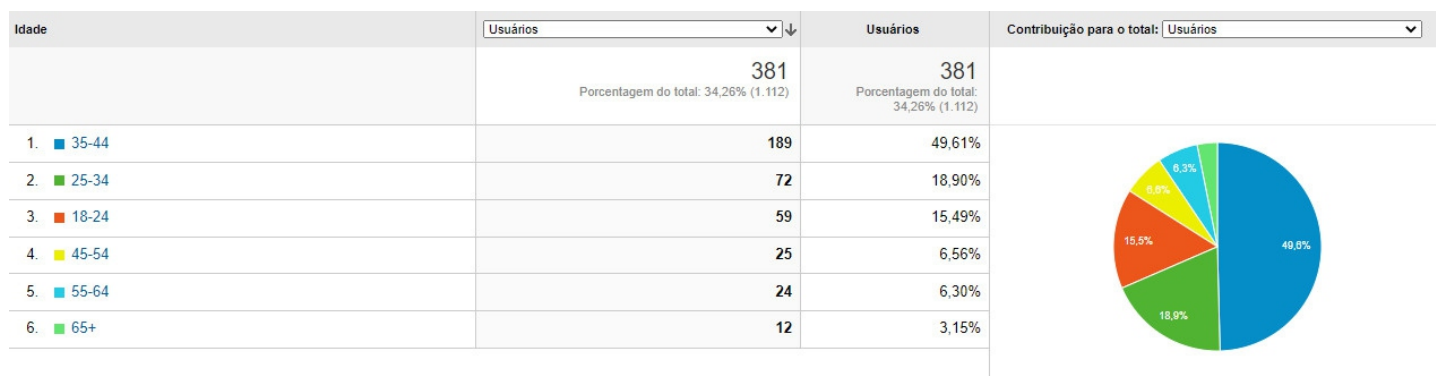 Idade Usuários Usuários Contribuição para o total: Usuários
381 381
Porcentagem do total: 34,26% (1.112) Porcentagem do total:
34,26% (1.112)
1. 35-44 189 49,61%
2. 25-34 72 18,90%
3. 18-24 59 15,49%
4. 45-54 25 6,56%
5. 55-64 24 6,30%
6. 65+ 12 3,15%
6,3%
6,6%
15,5%
49,6%
18,9%